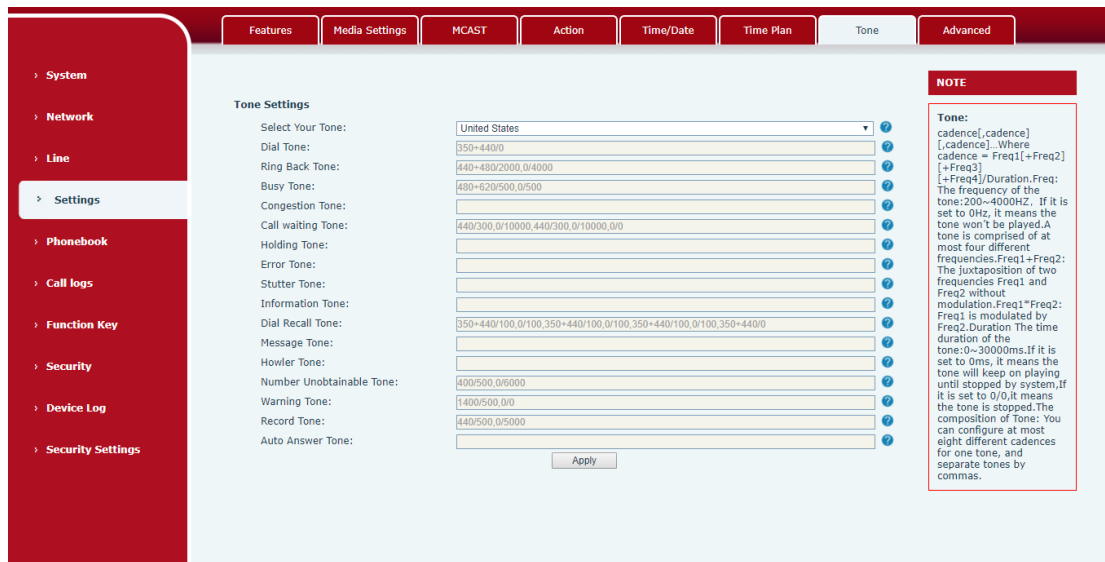 Features
Media Settings
MCAST
Action
Time/Date
Time Plan
Tone
Advanced
System
Network
Line
Settings
Phonebook
Call logs
Function Key
Security
Device Log
Security Settings
Tone Settings
Select Your Tone: United States
Dial Tone: 350+440/0
Ring Back Tone: 440+480/2000,0/4000
Busy Tone: 480+620/500,0/500
Congestion Tone:
Call waiting Tone: 440/300,0/10000,440/300,0/10000,0/0
Holding Tone:
Error Tone:
Stutter Tone:
Information Tone:
Dial Recall Tone: 350+440/100,0/100,350+440/100,0/100,350+440/100,0/100,350+440/0
Message Tone:
Howler Tone:
Number Unobtainable Tone: 400/500,0/6000
Warning Tone: 1400/500,0/0
Record Tone: 440/500,0/5000
Auto Answer Tone:
Apply
NOTE
Tone:
cadence[,cadence]
[,cadence]...Where
cadence = Freq1[+Freq2]
[+Freq3]
[+Freq4]/Duration.Freq:
The frequency of the
tone:200~4000HZ, If it is
set to 0Hz, it means the
tone won't be played.A
tone is comprised of at
most four different
frequencies.Freq1+Freq2:
The juxtaposition of two
frequencies Freq1 and
Freq2 without
modulation.Freq1*Freq2:
Freq1 is modulated by
Freq2.Duration The time
duration of the
tone:0~30000ms.If it is
set to 0ms, it means the
tone will keep on playing
until stopped by system,If
it is set to 0/0,it means
the tone is stopped.The
composition of Tone: You
can configure at most
eight different cadences
for one tone, and
separate tones by
commas.